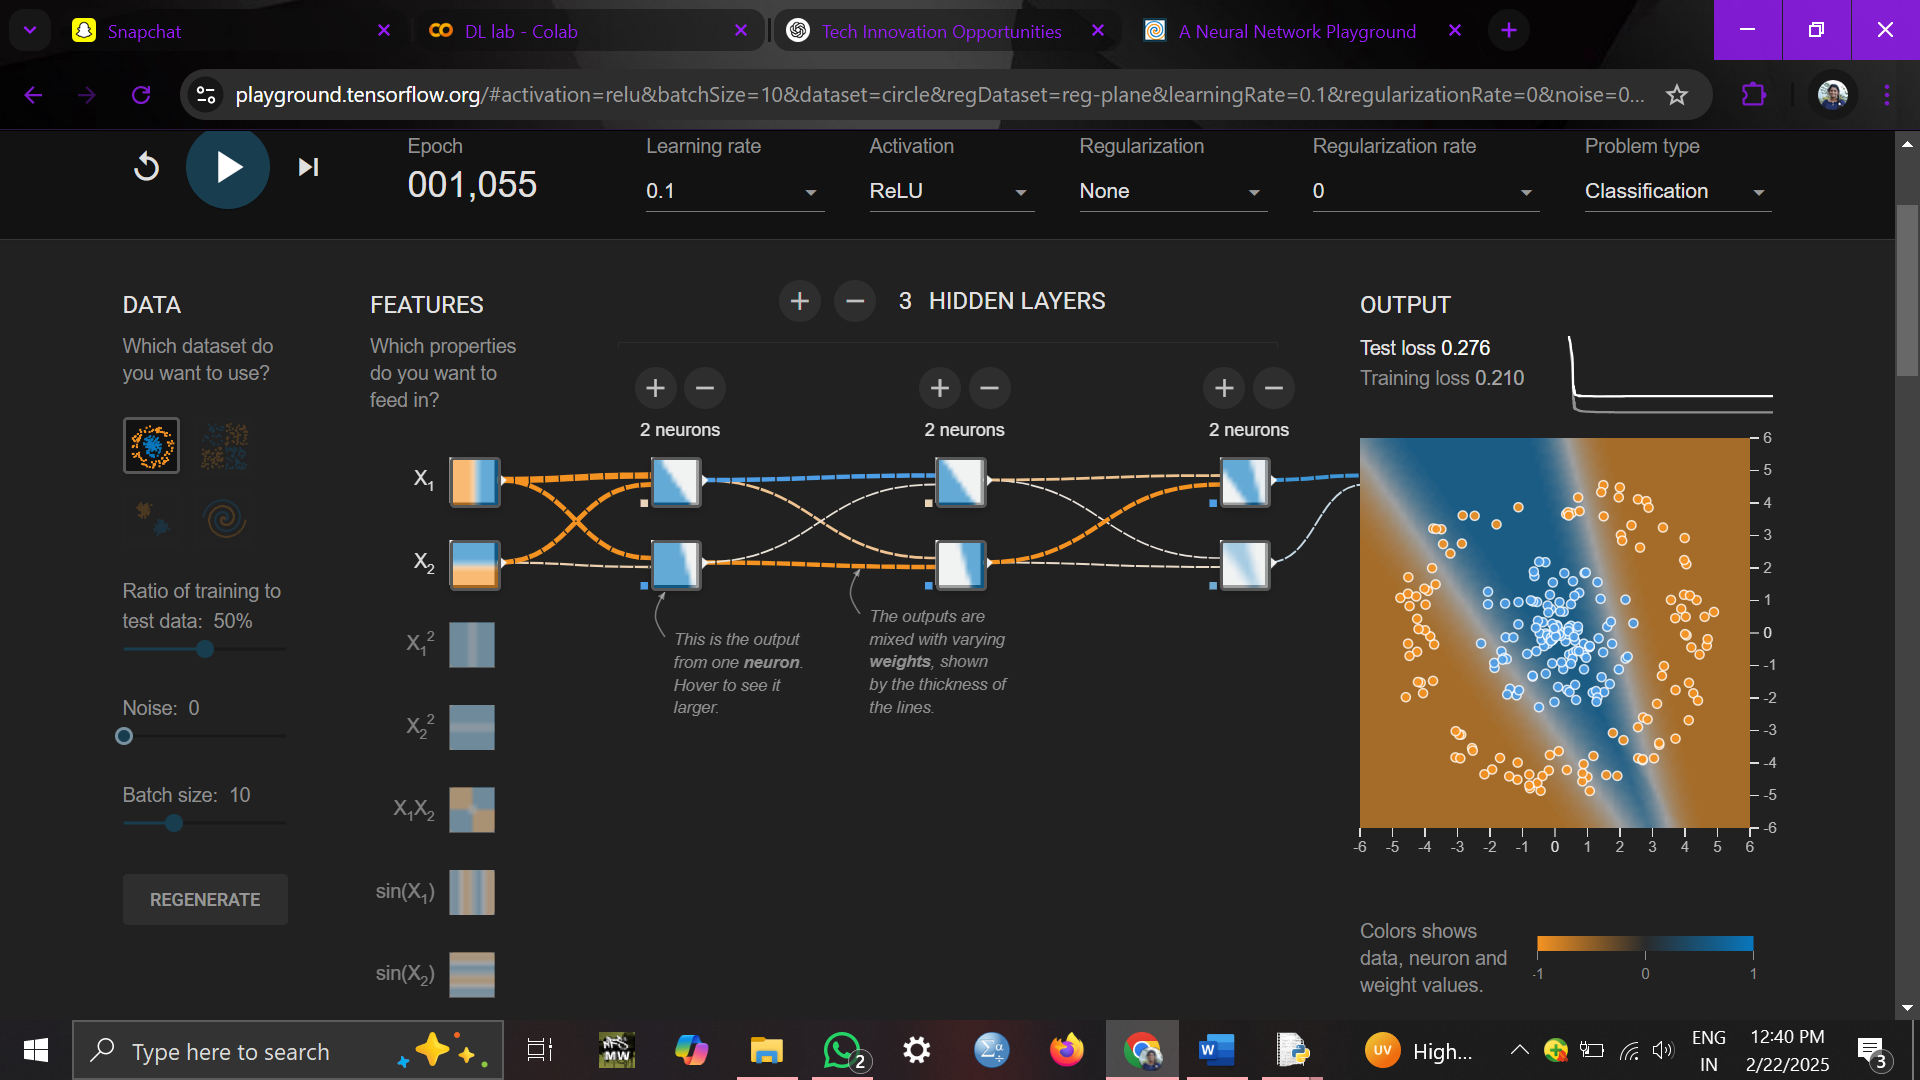 Snapchat
DL lab - Colab
Tech Innovation Opportunities
A Neural Network Playground
playground.tensorflow.org/#activation=relu&batchSize=10&dataset=circle&regDataset=reg-plane&learningRate=0.1&regularizationRate=0&noise=0...
Epoch
001,055
Learning rate
0.1
Activation
ReLU
Regularization
None
Regularization rate
0
Problem type
Classification
DATA
Which dataset do
you want to use?
Ratio of training to
test data: 50%
Noise: 0
Batch size: 10
REGENERATE
FEATURES
Which properties
do you want to
feed in?
X1
X2
X1²
X2²
X1X2
sin(X1)
sin(X2)
+ − 3 HIDDEN LAYERS
+ −
2 neurons
+ −
2 neurons
+ −
2 neurons
This is the output
from one neuron.
Hover to see it
larger.
The outputs are
mixed with varying
weights, shown
by the thickness of
the lines.
OUTPUT
Test loss 0.276
Training loss 0.210
6
5
4
3
2
1
0
-1
-2
-3
-4
-5
-6
-6 -5 -4 -3 -2 -1 0 1 2 3 4 5 6
Colors shows
data, neuron and
weight values.
-1 0 1
Type here to search
NFS
MW
2
Σα
W
UV
High...
ENG
IN
12:40 PM
2/22/2025
3